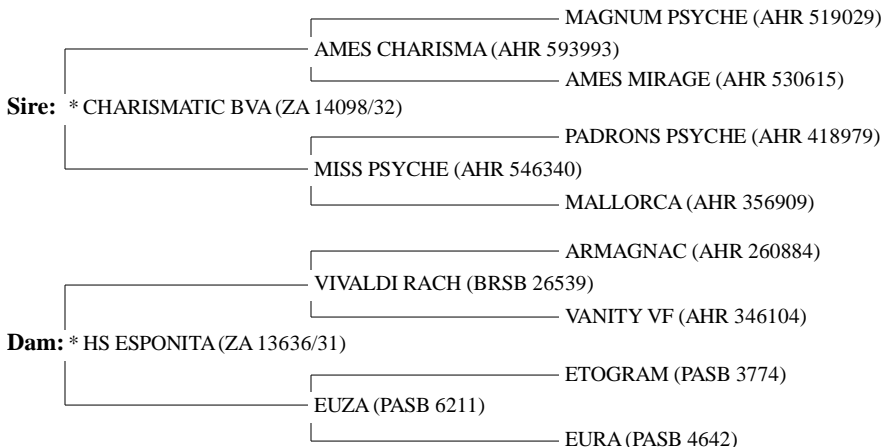 MAGNUM PSYCHE (AHR 519029)
AMES CHARISMA (AHR 593993)
AMES MIRAGE (AHR 530615)
Sire: * CHARISMATIC BVA (ZA 14098/32)
PADRONS PSYCHE (AHR 418979)
MISS PSYCHE (AHR 546340)
MALLORCA (AHR 356909)
ARMAGNAC (AHR 260884)
VIVALDI RACH (BRSB 26539)
VANITY VF (AHR 346104)
Dam: * HS ESPONITA (ZA 13636/31)
ETOGRAM (PASB 3774)
EUZA (PASB 6211)
EURA (PASB 4642)